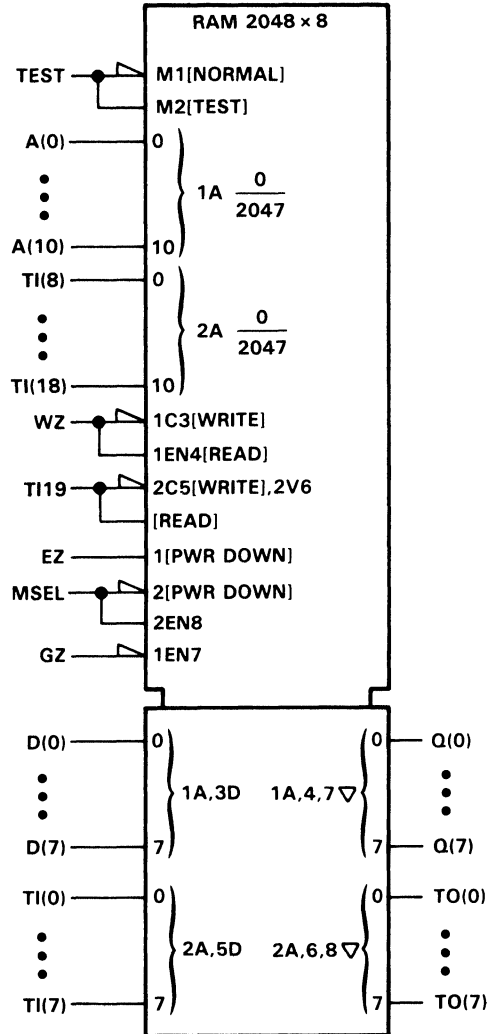 RAM 2048 × 8
TEST M1[NORMAL]
M2[TEST]
A(0) 0
1A 0/2047
A(10) 10
TI(8) 0
2A 0/2047
TI(18) 10
WZ 1C3[WRITE]
1EN4[READ]
TI19 2C5[WRITE],2V6
[READ]
EZ 1[PWR DOWN]
MSEL 2[PWR DOWN]
2EN8
GZ 1EN7
D(0) 0 0 Q(0)
1A,3D 1A,4,7 ▽
D(7) 7 7 Q(7)
TI(0) 0 0 TO(0)
2A,5D 2A,6,8 ▽
TI(7) 7 7 TO(7)